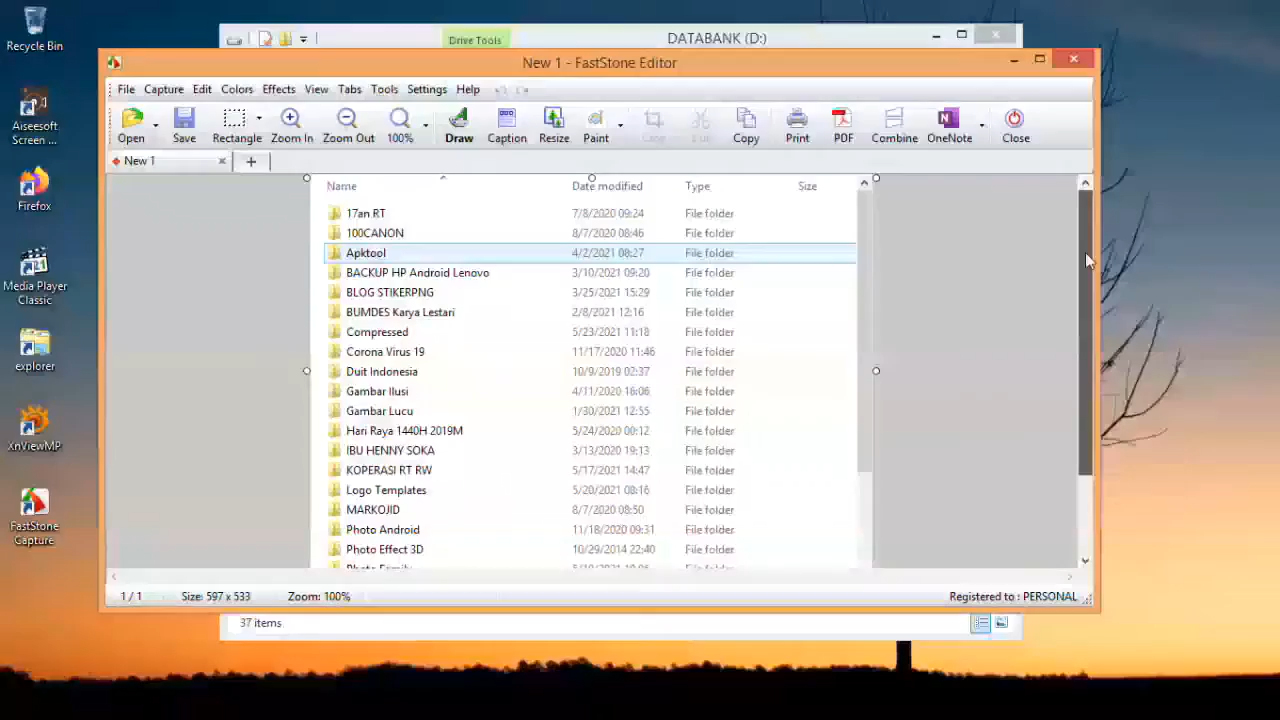 Recycle Bin
Aiseesoft
Screen ...
Firefox
Media Player
Classic
explorer
XnViewMP
FastStone
Capture
Drive Tools
DATABANK (D:)
New 1 - FastStone Editor
File Capture Edit Colors Effects View Tabs Tools Settings Help
Open Save Rectangle Zoom In Zoom Out 100% Draw Caption Resize Paint Crop Cut Copy Print PDF Combine OneNote Close
New 1
Name Date modified Type Size
17an RT 7/8/2020 09:24 File folder
100CANON 8/7/2020 08:46 File folder
Apktool 4/2/2021 08:27 File folder
BACKUP HP Android Lenovo 3/10/2021 09:20 File folder
BLOG STIKERPNG 3/25/2021 15:29 File folder
BUMDES Karya Lestari 2/8/2021 12:16 File folder
Compressed 5/23/2021 11:18 File folder
Corona Virus 19 11/17/2020 11:46 File folder
Duit Indonesia 10/9/2019 02:37 File folder
Gambar Ilusi 4/11/2020 16:06 File folder
Gambar Lucu 1/30/2021 12:55 File folder
Hari Raya 1440H 2019M 5/24/2020 00:12 File folder
IBU HENNY SOKA 3/13/2020 19:13 File folder
KOPERASI RT RW 5/17/2021 14:47 File folder
Logo Templates 5/20/2021 08:16 File folder
MARKOJID 8/7/2020 08:50 File folder
Photo Android 11/18/2020 09:31 File folder
Photo Effect 3D 10/29/2014 22:40 File folder
Photo Family
1 / 1 Size: 597 x 533 Zoom: 100% Registered to : PERSONAL
37 items